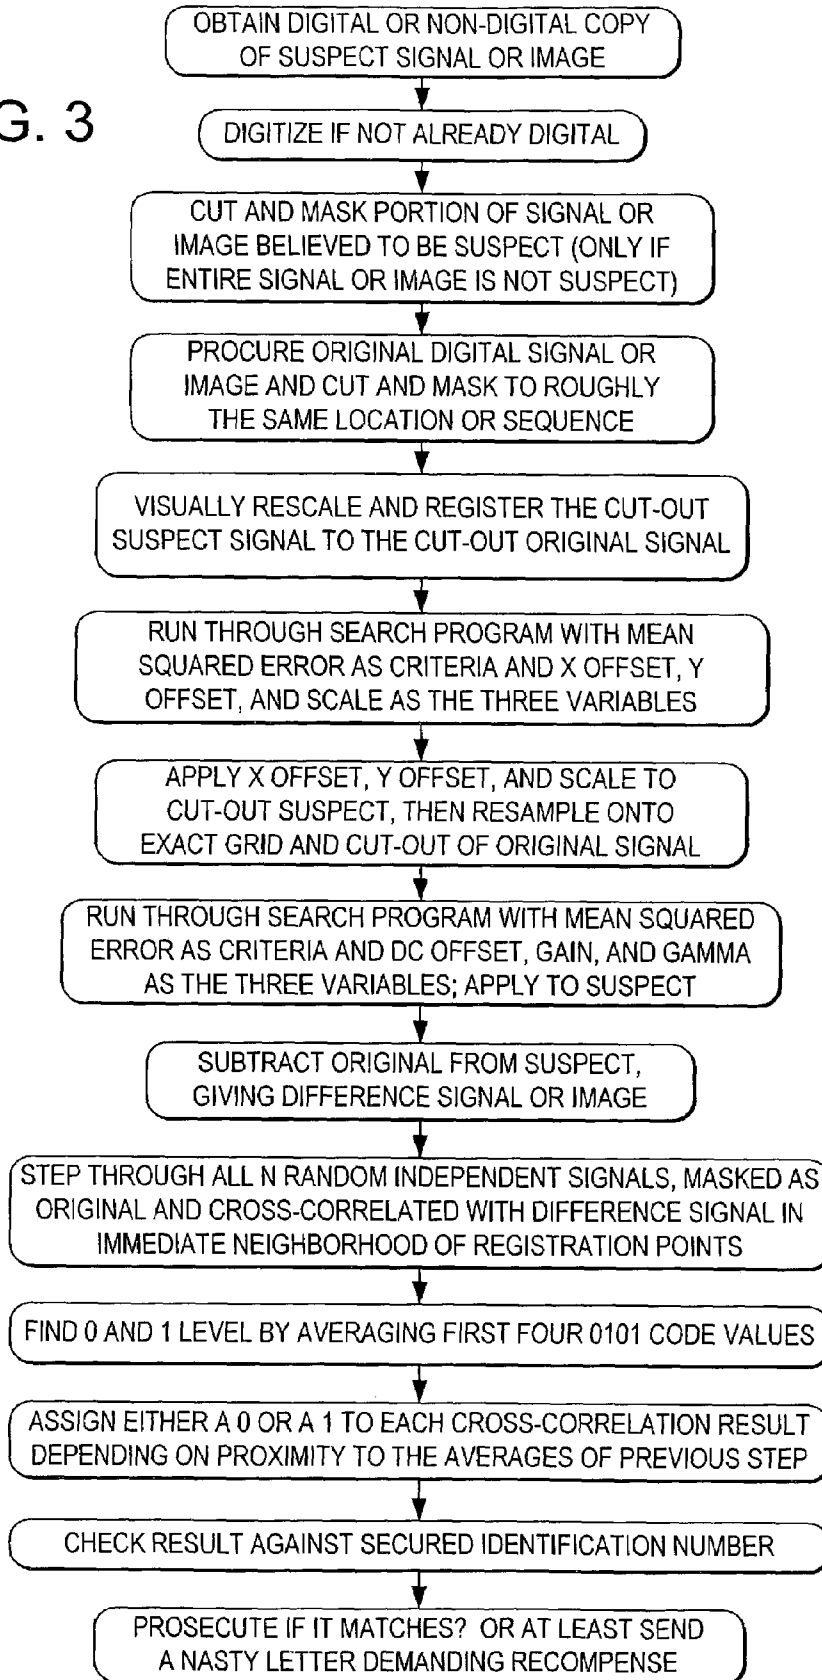 OBTAIN DIGITAL OR NON-DIGITAL COPY
OF SUSPECT SIGNAL OR IMAGE
G. 3
DIGITIZE IF NOT ALREADY DIGITAL
CUT AND MASK PORTION OF SIGNAL OR
IMAGE BELIEVED TO BE SUSPECT (ONLY IF
ENTIRE SIGNAL OR IMAGE IS NOT SUSPECT)
PROCURE ORIGINAL DIGITAL SIGNAL OR
IMAGE AND CUT AND MASK TO ROUGHLY
THE SAME LOCATION OR SEQUENCE
VISUALLY RESCALE AND REGISTER THE CUT-OUT
SUSPECT SIGNAL TO THE CUT-OUT ORIGINAL SIGNAL
RUN THROUGH SEARCH PROGRAM WITH MEAN
SQUARED ERROR AS CRITERIA AND X OFFSET, Y
OFFSET, AND SCALE AS THE THREE VARIABLES
APPLY X OFFSET, Y OFFSET, AND SCALE TO
CUT-OUT SUSPECT, THEN RESAMPLE ONTO
EXACT GRID AND CUT-OUT OF ORIGINAL SIGNAL
RUN THROUGH SEARCH PROGRAM WITH MEAN SQUARED
ERROR AS CRITERIA AND DC OFFSET, GAIN, AND GAMMA
AS THE THREE VARIABLES; APPLY TO SUSPECT
SUBTRACT ORIGINAL FROM SUSPECT,
GIVING DIFFERENCE SIGNAL OR IMAGE
STEP THROUGH ALL N RANDOM INDEPENDENT SIGNALS, MASKED AS
ORIGINAL AND CROSS-CORRELATED WITH DIFFERENCE SIGNAL IN
IMMEDIATE NEIGHBORHOOD OF REGISTRATION POINTS
FIND 0 AND 1 LEVEL BY AVERAGING FIRST FOUR 0101 CODE VALUES
ASSIGN EITHER A 0 OR A 1 TO EACH CROSS-CORRELATION RESULT
DEPENDING ON PROXIMITY TO THE AVERAGES OF PREVIOUS STEP
CHECK RESULT AGAINST SECURED IDENTIFICATION NUMBER
PROSECUTE IF IT MATCHES? OR AT LEAST SEND
A NASTY LETTER DEMANDING RECOMPENSE